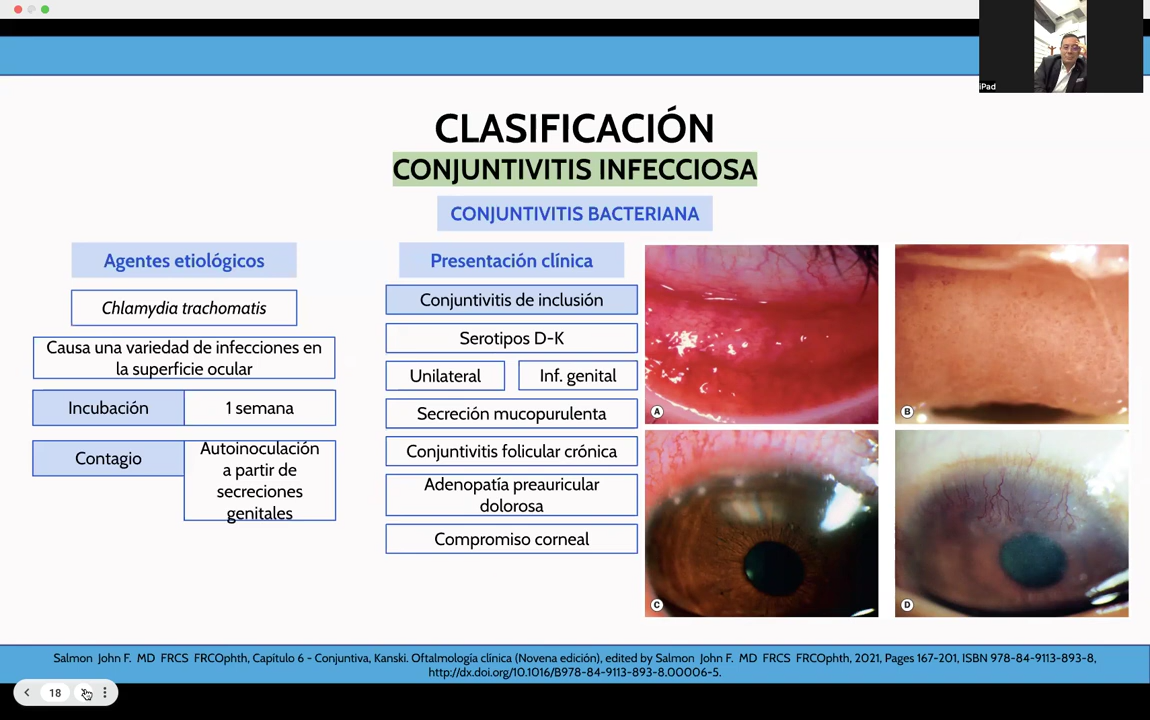 iPad
CLASIFICACIÓN
CONJUNTIVITIS INFECCIOSA
CONJUNTIVITIS BACTERIANA
Agentes etiológicos
Chlamydia trachomatis
Causa una variedad de infecciones en
la superficie ocular
Incubación
1 semana
Contagio
Autoinoculación
a partir de
secreciones
genitales
Presentación clínica
Conjuntivitis de inclusión
Serotipos D-K
Unilateral
Inf. genital
Secreción mucopurulenta
Conjuntivitis folicular crónica
Adenopatía preauricular
dolorosa
Compromiso corneal
A
B
C
D
Salmon John F. MD FRCS FRCOphth, Capítulo 6 - Conjuntiva, Kanski. Oftalmología clínica (Novena edición), edited by Salmon John F. MD FRCS FRCOphth, 2021, Pages 167-201, ISBN 978-84-9113-893-8,
http://dx.doi.org/10.1016/B978-84-9113-893-8.00006-5.
18